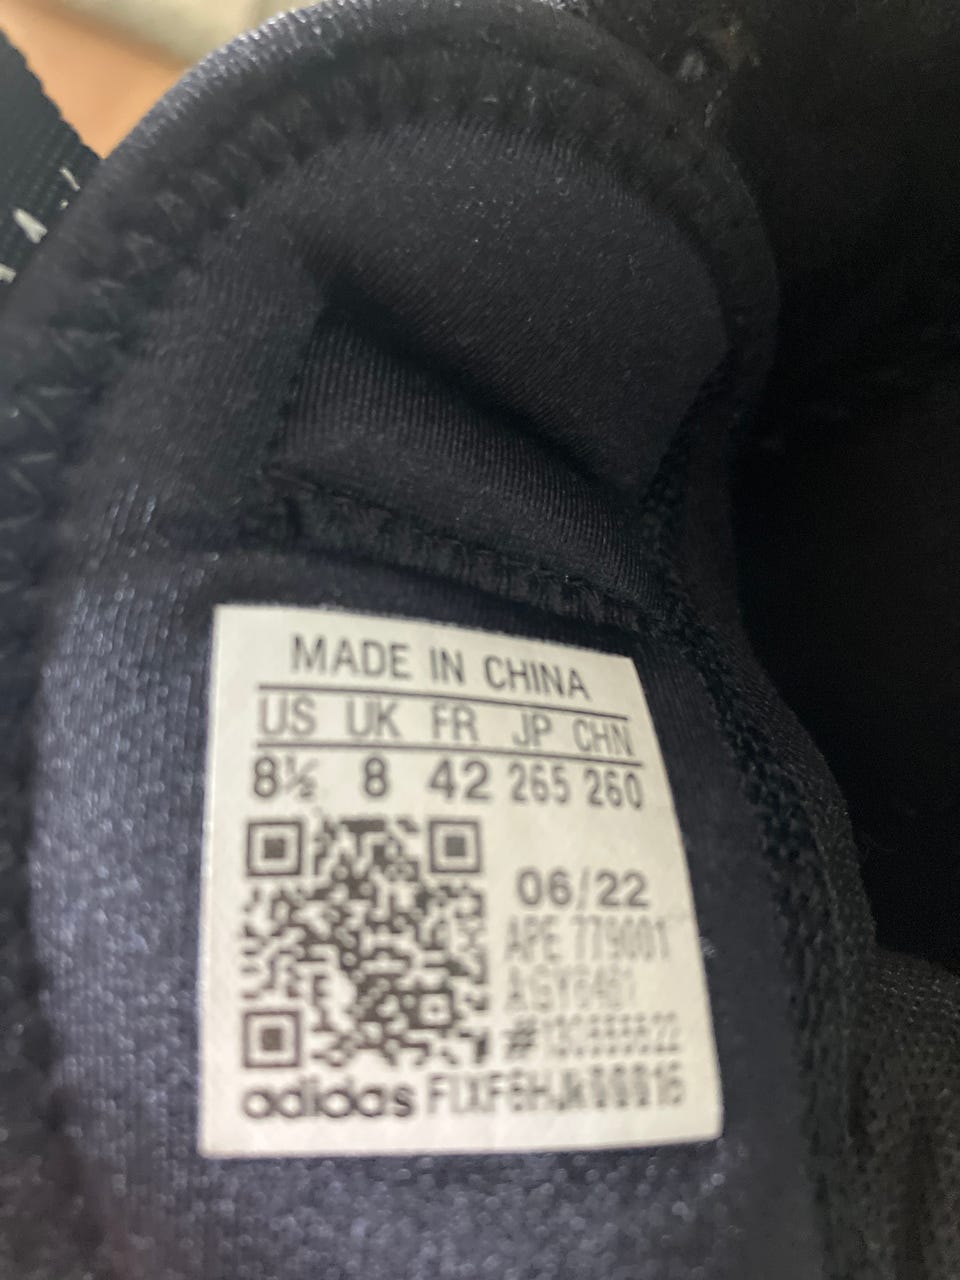 MADE IN CHINA
US UK FR JP CHN
8½ 8 42 265 260
06/22
APE 779001
adidas